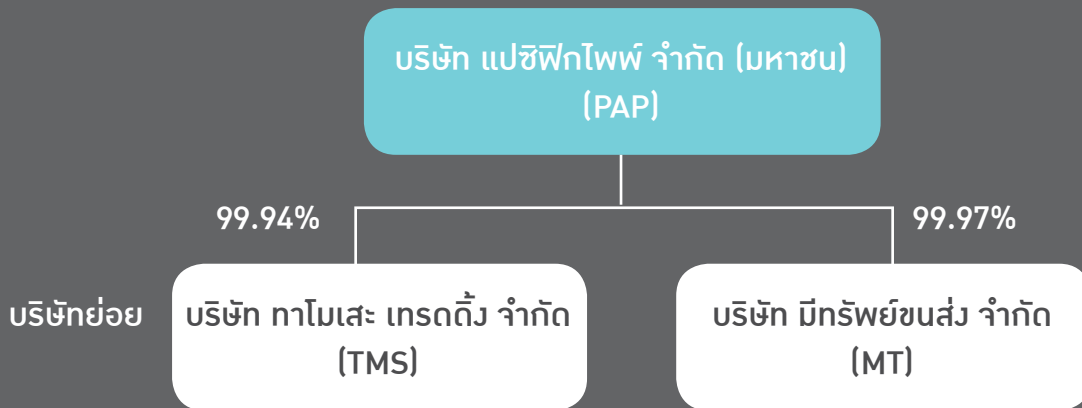 บริษัท แปซิฟิกไพพ์ จำกัด (มหาชน)
(PAP)
99.94%
99.97%
บริษัทย่อย
บริษัท ทาโมเสะ เทรดดิ้ง จำกัด
(TMS)
บริษัท มีทรัพย์ขนส่ง จำกัด
(MT)